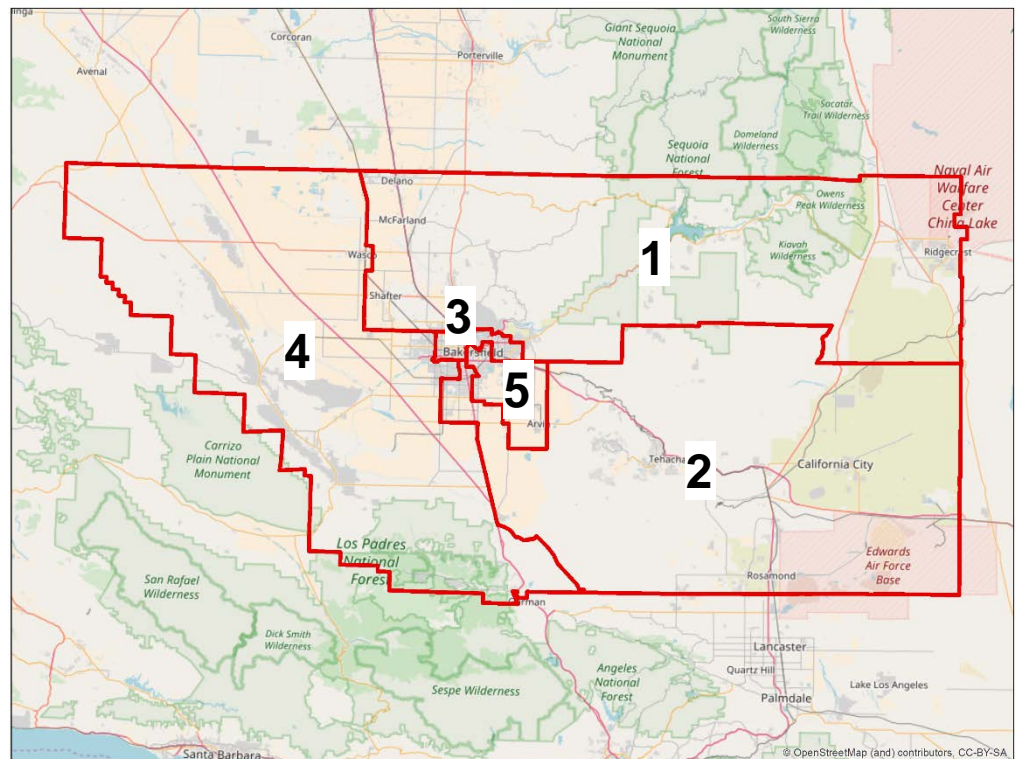 Corcoran
Avenal
Porterville
Giant Sequoia
National
Monument
South Sierra
Wilderness
Sacatar
Trail Wilderness
Domeland
Wilderness
Sequoia
National
Forest
Naval Air
Warfare
Center
China Lake
Owens
Peak Wilderness
Kiavah
Wilderness
Ridgecrest
Delano
McFarland
Wasco
Shafter
1
3
Bakersfield
4
5
Arvin
2
Tehacha
California City
Carrizo
Plain National
Monument
Los Padres
National
Forest
Edwards
Air Force
Base
Rosamond
San Rafael
Wilderness
Dick Smith
Wilderness
Gorman
Lancaster
Quartz Hill
Lake Los Angeles
Palmdale
Angeles
National
Forest
Sespe Wilderness
Santa Barbara
© OpenStreetMap (and) contributors, CC-BY-SA